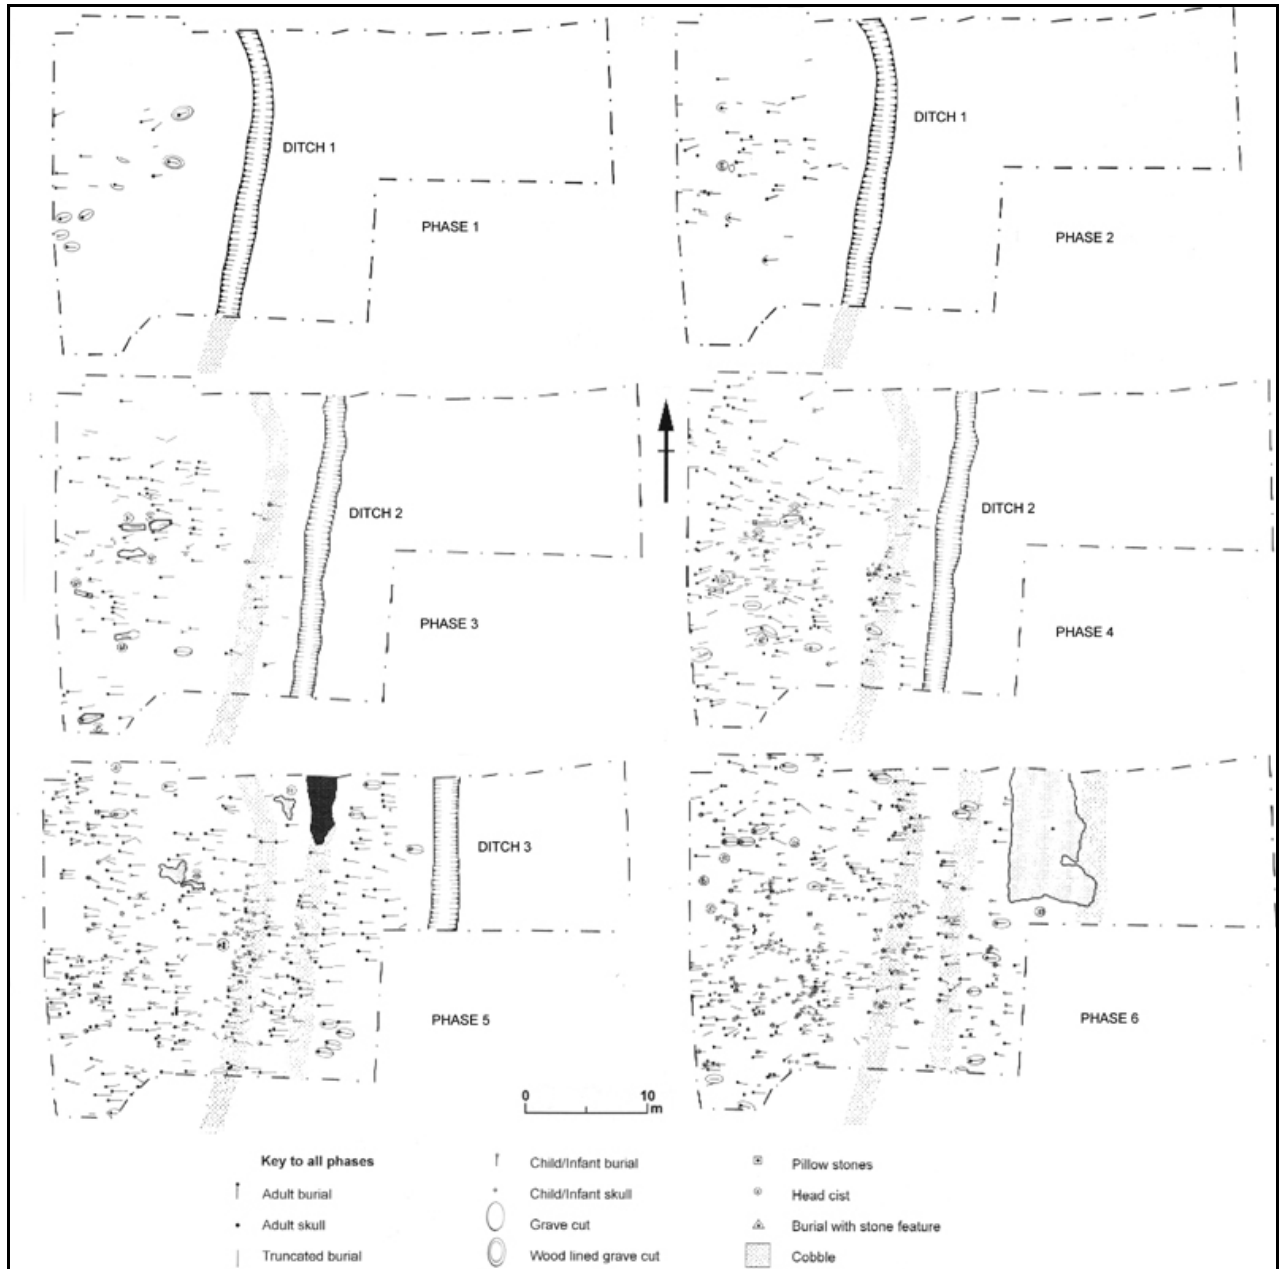 DITCH 1
PHASE 1
DITCH 1
PHASE 2
DITCH 2
PHASE 3
DITCH 2
PHASE 4
DITCH 3
PHASE 5
PHASE 6
0 10
m
Key to all phases
Adult burial
Adult skull
Truncated burial
Child/Infant burial
Child/Infant skull
Grave cut
Wood lined grave cut
Pillow stones
Head cist
Burial with stone feature
Cobble